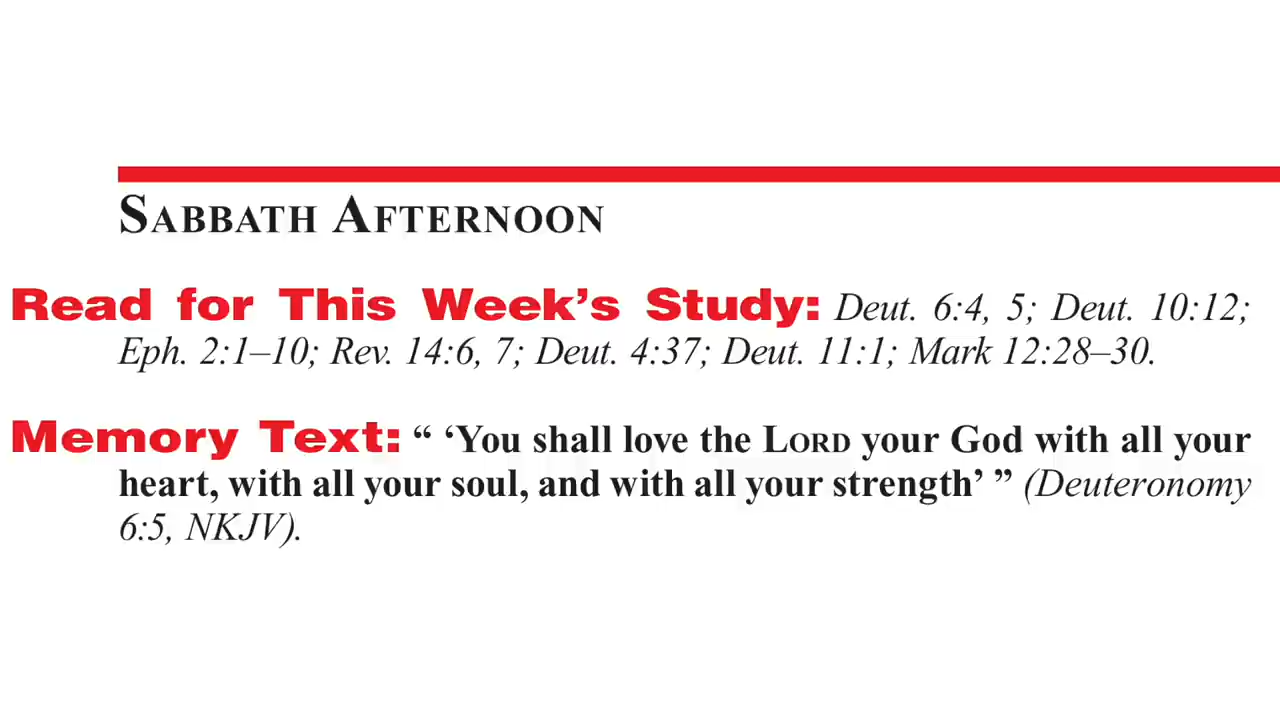 SABBATH AFTERNOON
Read for This Week’s Study: Deut. 6:4, 5; Deut. 10:12;
Eph. 2:1–10; Rev. 14:6, 7; Deut. 4:37; Deut. 11:1; Mark 12:28–30.
Memory Text: “ ‘You shall love the LORD your God with all your
heart, with all your soul, and with all your strength’ ” (Deuteronomy
6:5, NKJV).